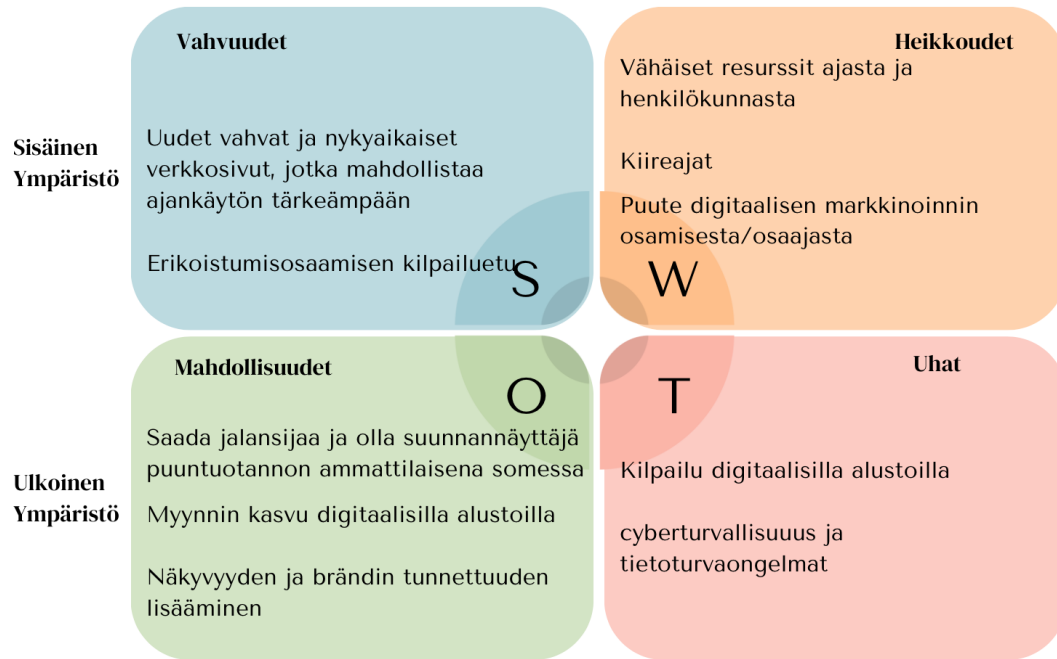 Vahvuudet
Uudet vahvat ja nykyaikaiset
verkkosivut, jotka mahdollistaa
ajankäytön tärkeämpään
Erikoistumisosaamisen kilpailuetu
S
Heikkoudet
Vähäiset resurssit ajasta ja
henkilökunnasta
Kiireajat
Puute digitaalisen markkinoinnin
osamisesta/osaajasta
W
Sisäinen
Ympäristö
Mahdollisuudet
O
Saada jalansijaa ja olla suunnannäyttäjä
puuntuotannon ammattilaisena somessa
Myynnin kasvu digitaalisilla alustoilla
Näkyvyyden ja brändin tunnettuuden
lisääminen
Uhat
T
Kilpailu digitaalisilla alustoilla
cyberturvallisuuus ja
tietoturvaongelmat
Ulkoinen
Ympäristö